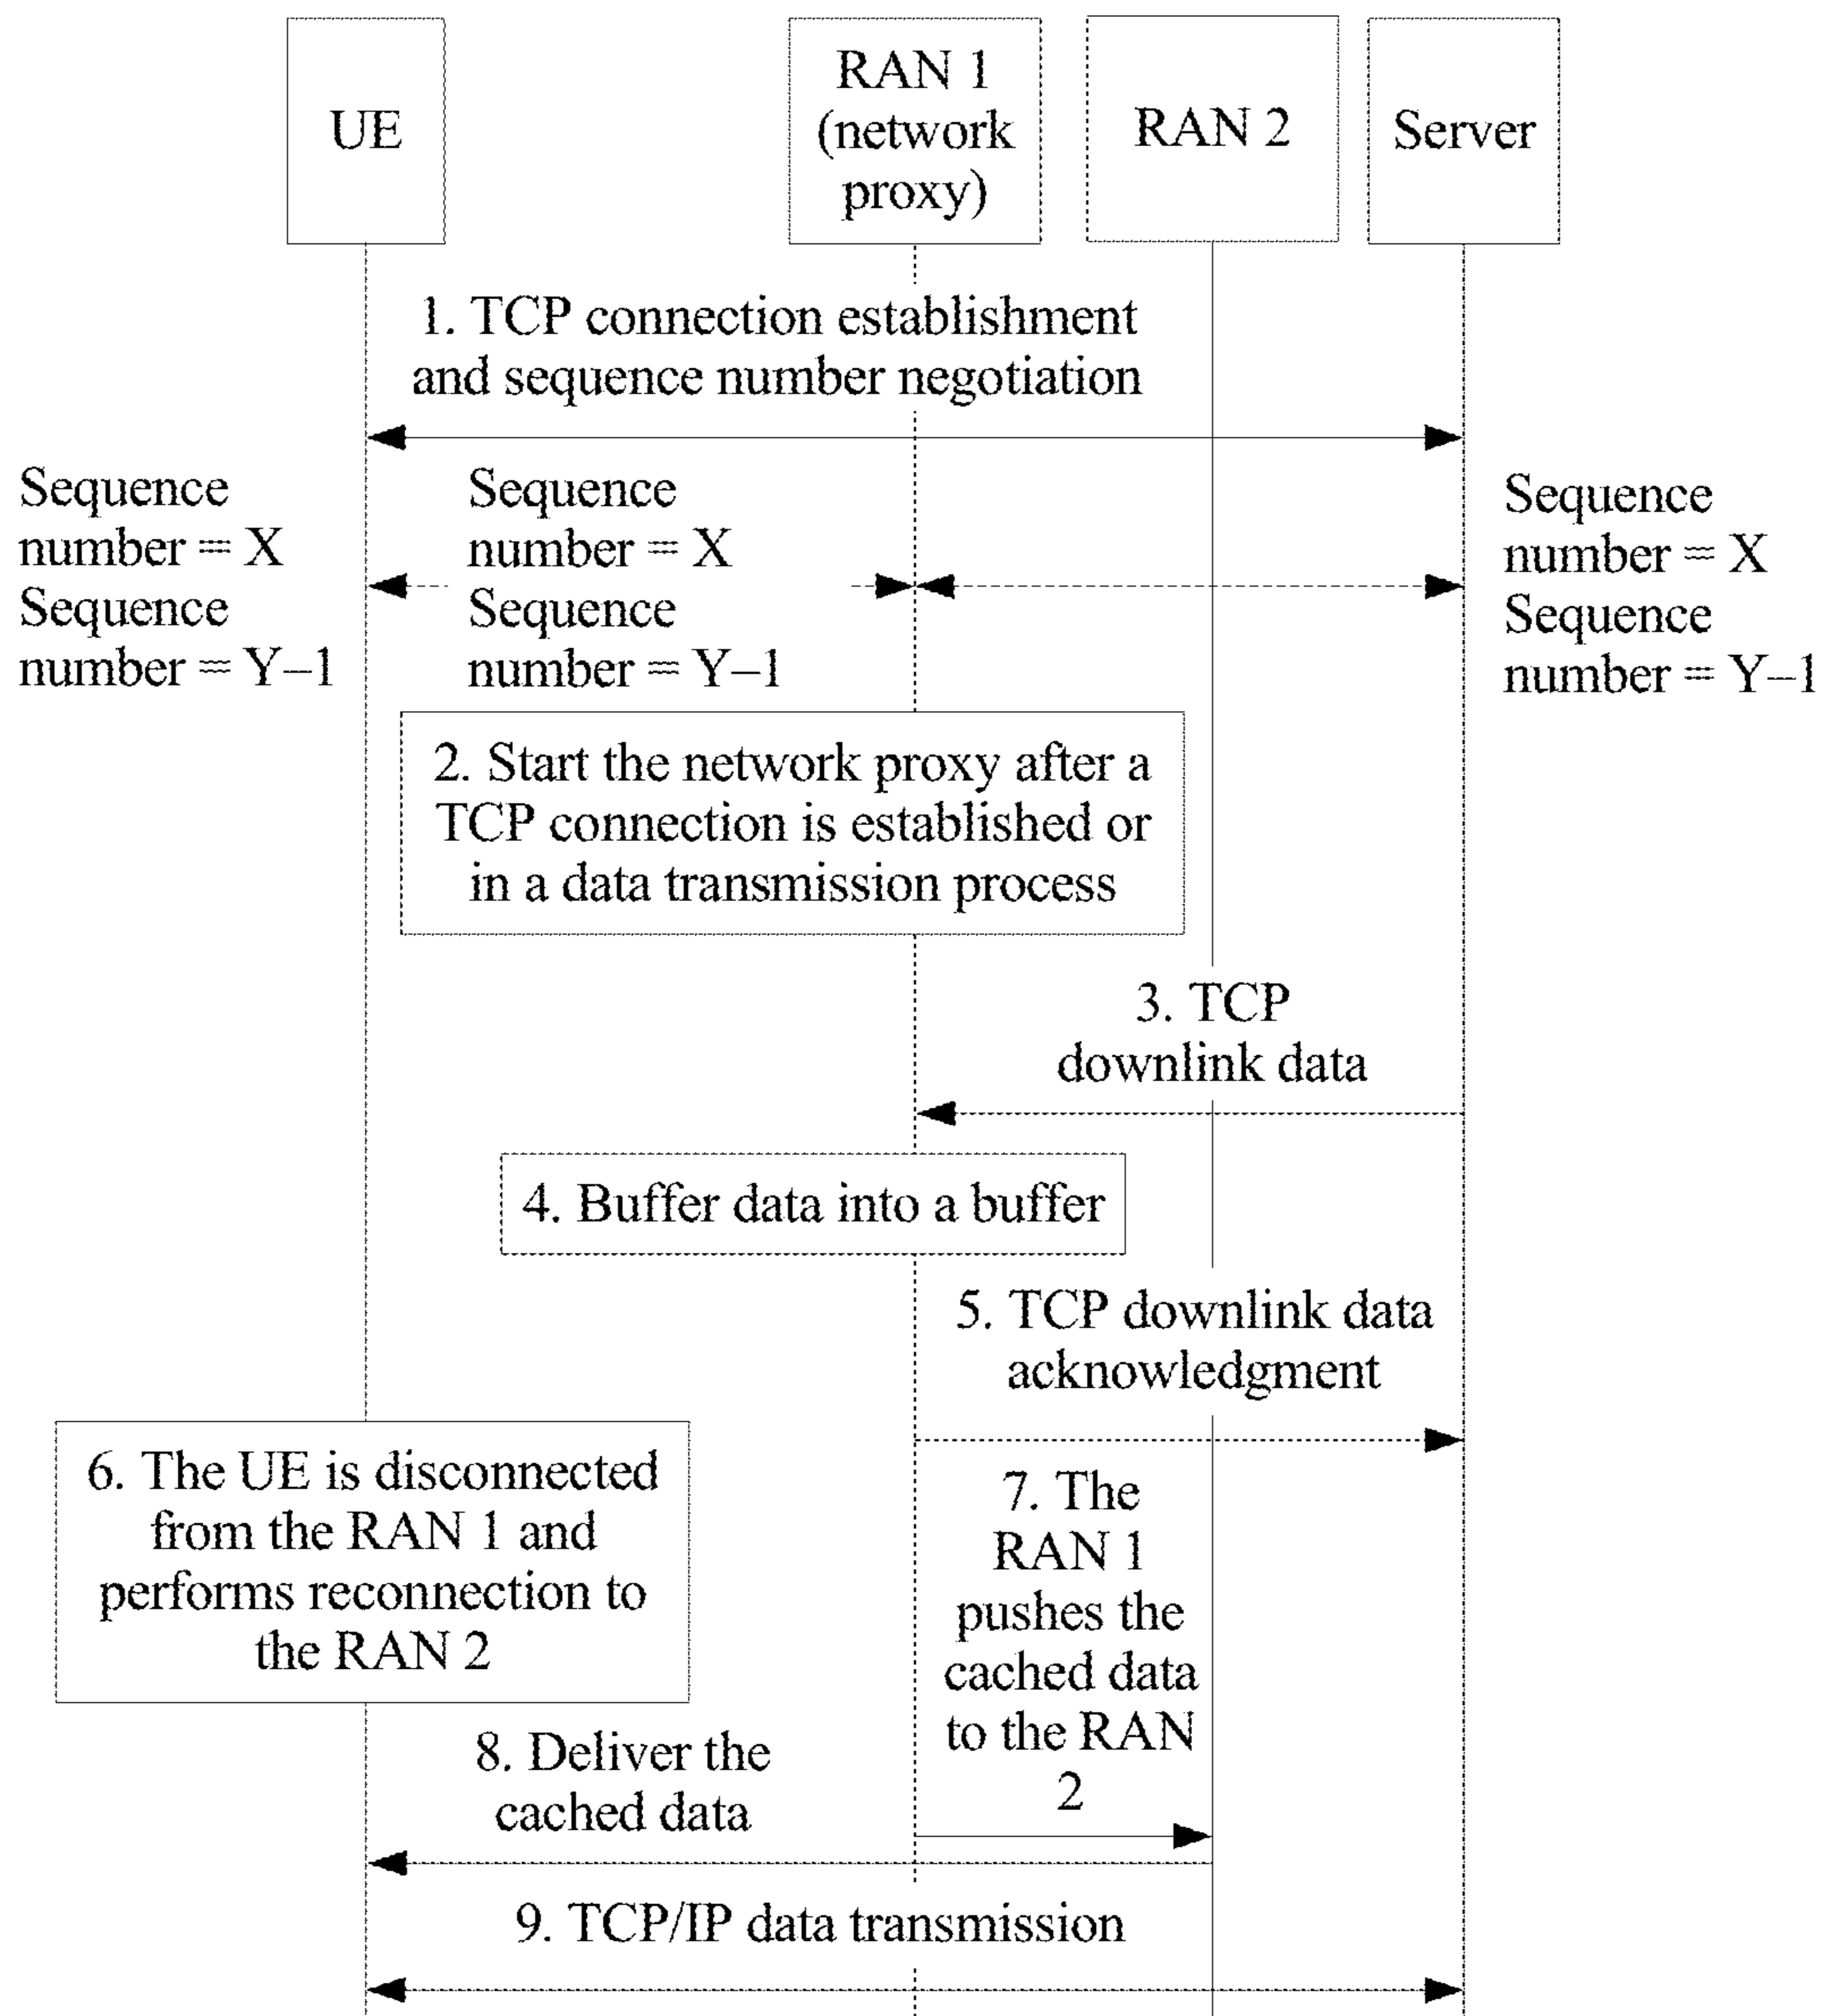 UE
RAN 1
(network
proxy)
RAN 2
Server
1. TCP connection establishment
and sequence number negotiation
Sequence
number = X
Sequence
number = Y–1
Sequence
number = X
Sequence
number = Y–1
Sequence
number = X
Sequence
number = Y–1
2. Start the network proxy after a
TCP connection is established or
in a data transmission process
3. TCP
downlink data
4. Buffer data into a buffer
5. TCP downlink data
acknowledgment
6. The UE is disconnected
from the RAN 1 and
performs reconnection to
the RAN 2
7. The
RAN 1
pushes the
cached data
to the RAN
2
8. Deliver the
cached data
9. TCP/IP data transmission